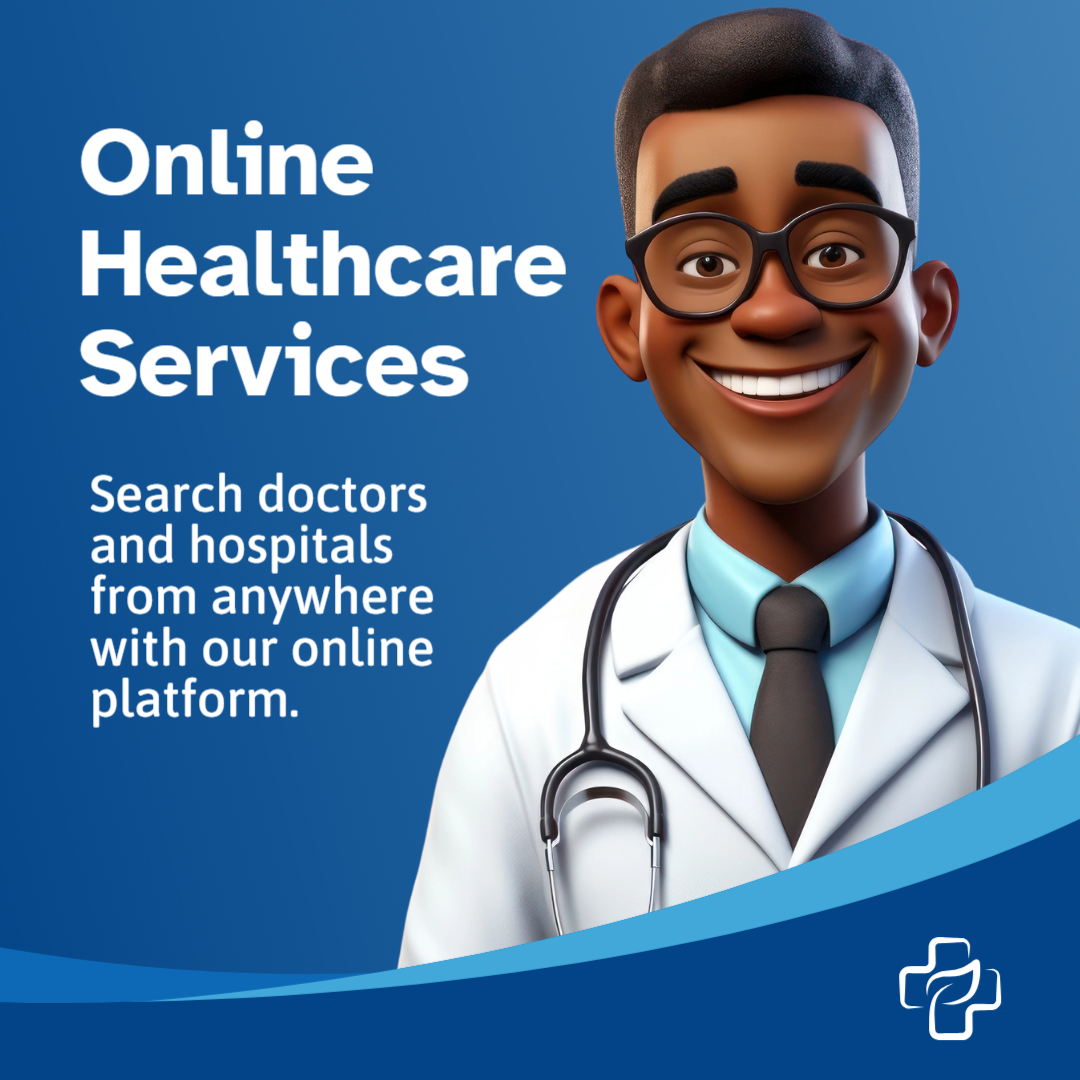 Online
Healthcare
Services
Search doctors
and hospitals
from anywhere
with our online
platform.